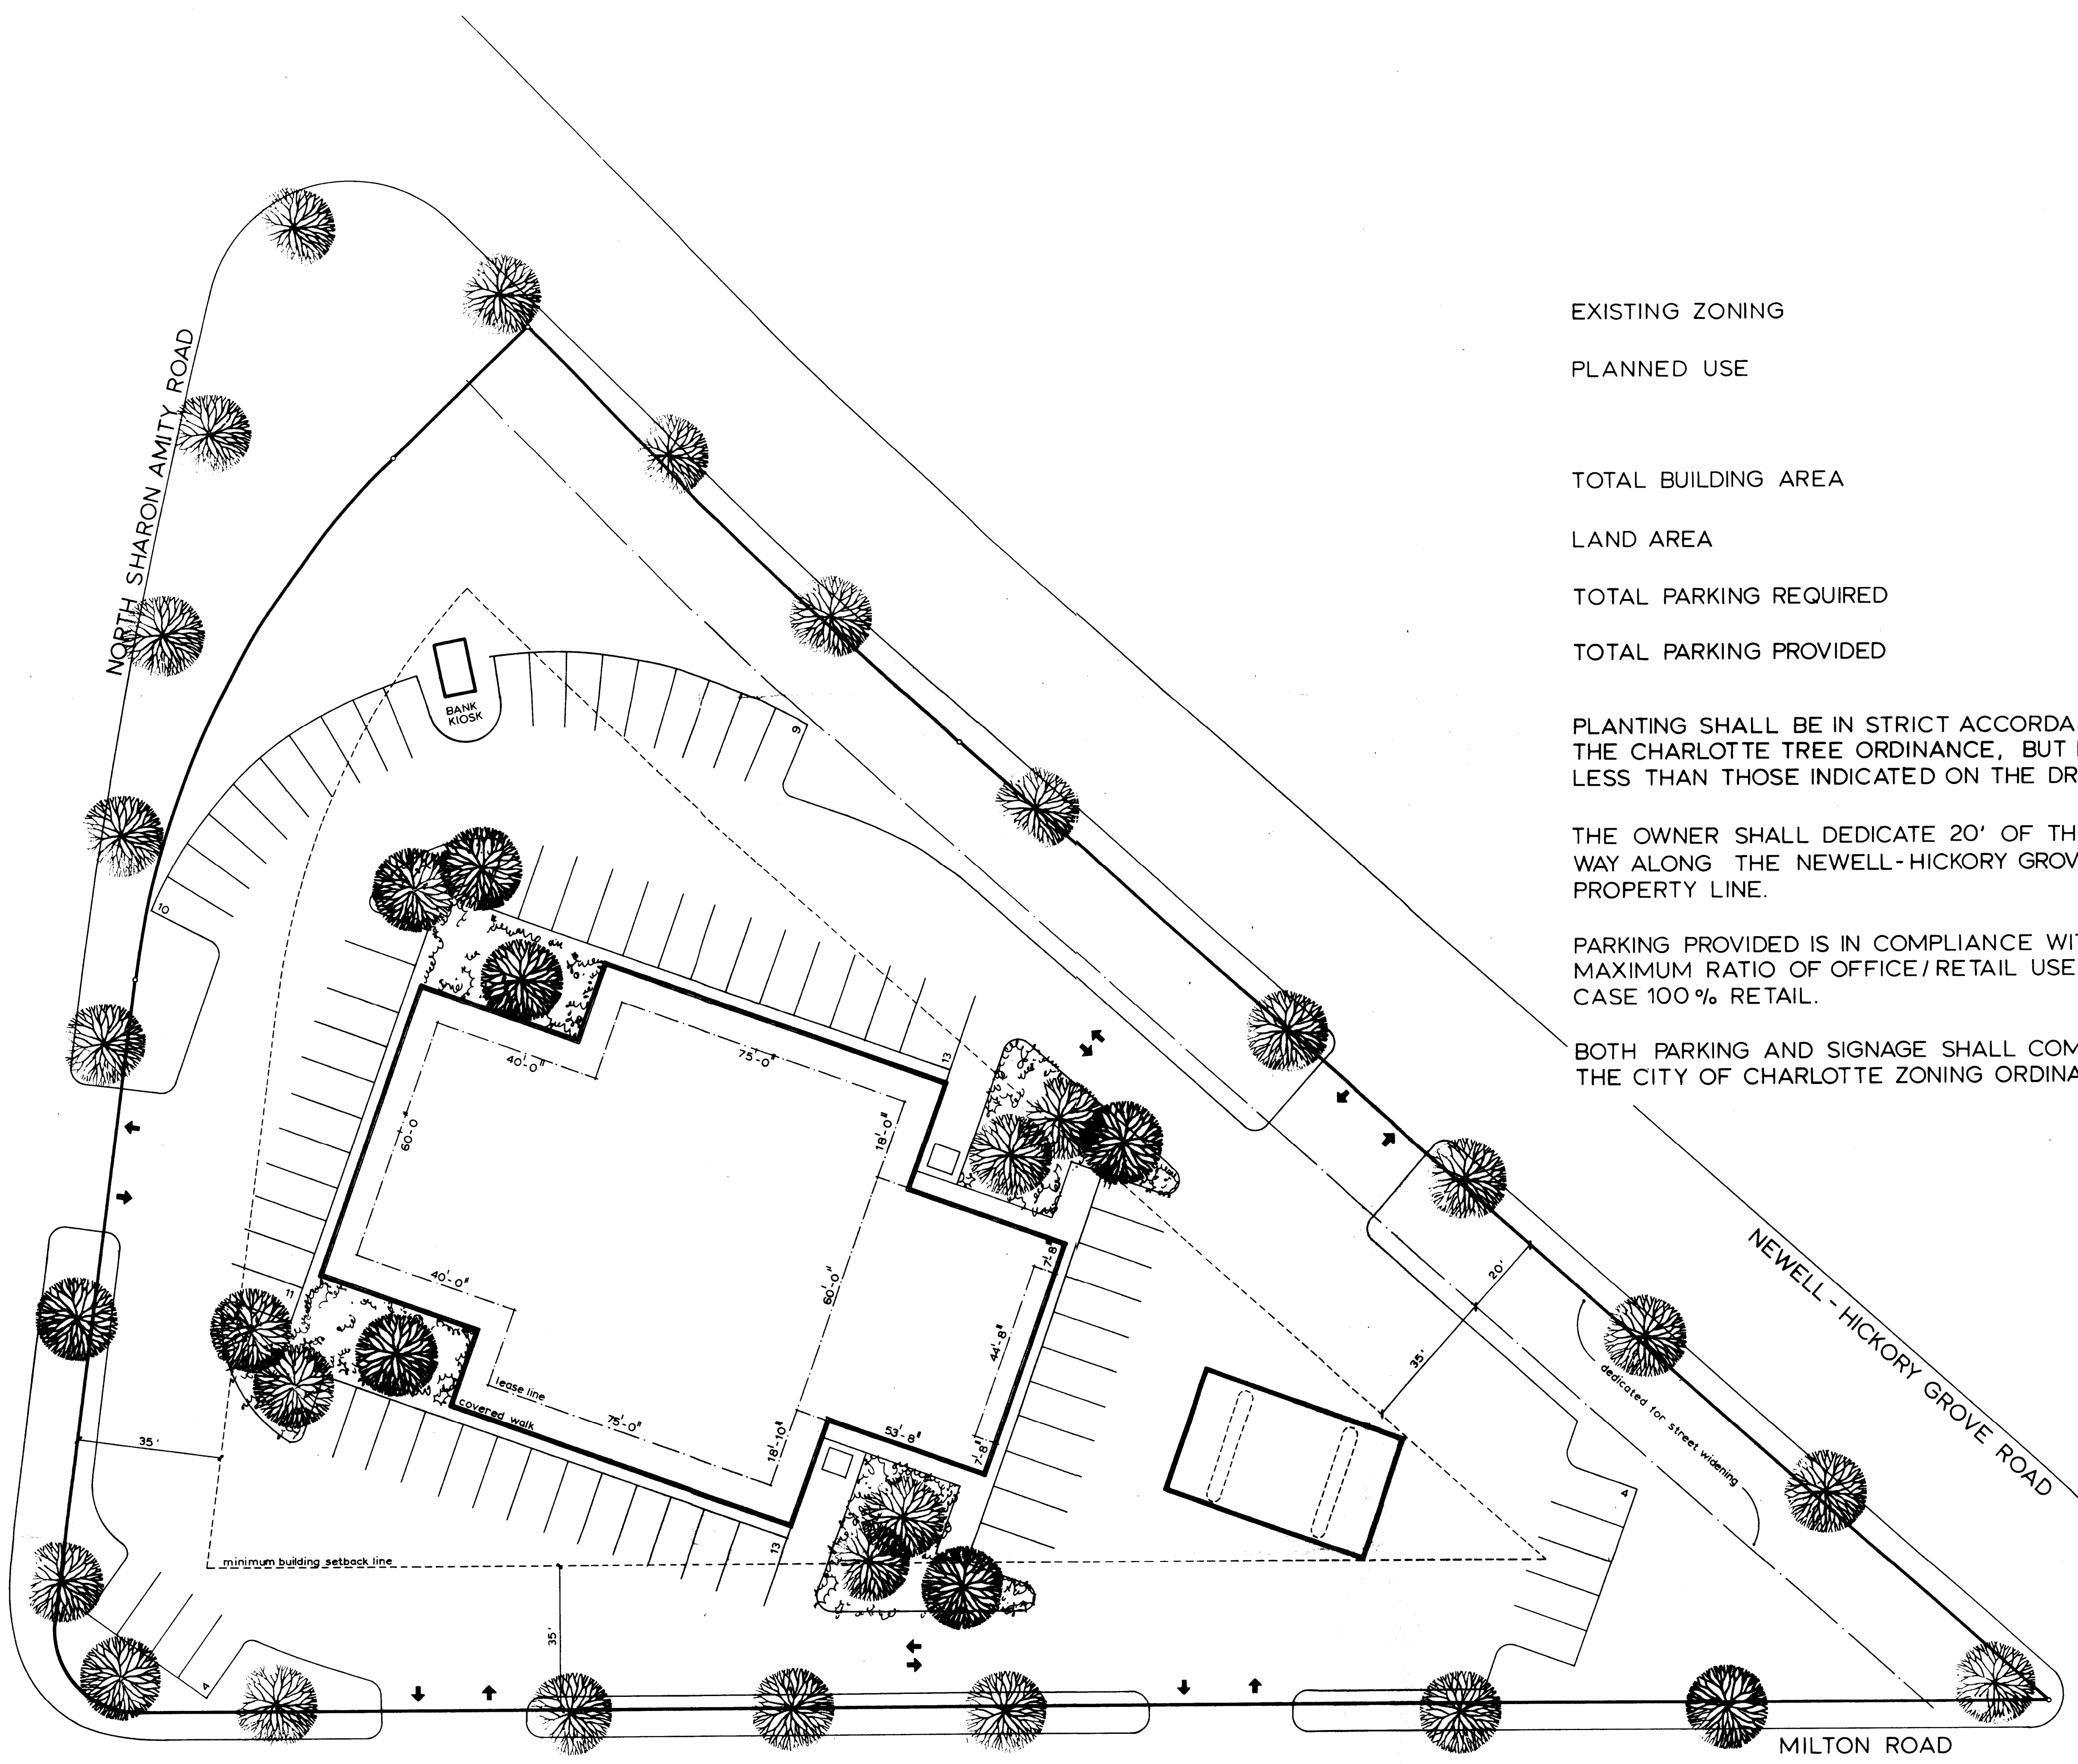 EXISTING ZONING
PLANNED USE
TOTAL BUILDING AREA
LAND AREA
TOTAL PARKING REQUIRED
TOTAL PARKING PROVIDED
PLANTING SHALL BE IN STRICT ACCORDA
THE CHARLOTTE TREE ORDINANCE, BUT
LESS THAN THOSE INDICATED ON THE DR
THE OWNER SHALL DEDICATE 20' OF TH
WAY ALONG THE NEWELL-HICKORY GROV
PROPERTY LINE.
PARKING PROVIDED IS IN COMPLIANCE WI
MAXIMUM RATIO OF OFFICE/RETAIL USE
CASE 100% RETAIL.
BOTH PARKING AND SIGNAGE SHALL COM
THE CITY OF CHARLOTTE ZONING ORDINA
NORTH SHARON AMITY ROAD
BANK
KIOSK
9
10
13
40'-0"
75'-0"
60'-0
18'-0"
7'-8"
60'-0"
44'-8"
40'-0"
11
lease line
covered walk
75'-0"
18'-10"
53'-8"
7'-8"
13
35'
minimum building setback line
35'
4
20'
35'
dedicated for street widening
4
NEWELL-HICKORY GROVE ROAD
MILTON ROAD